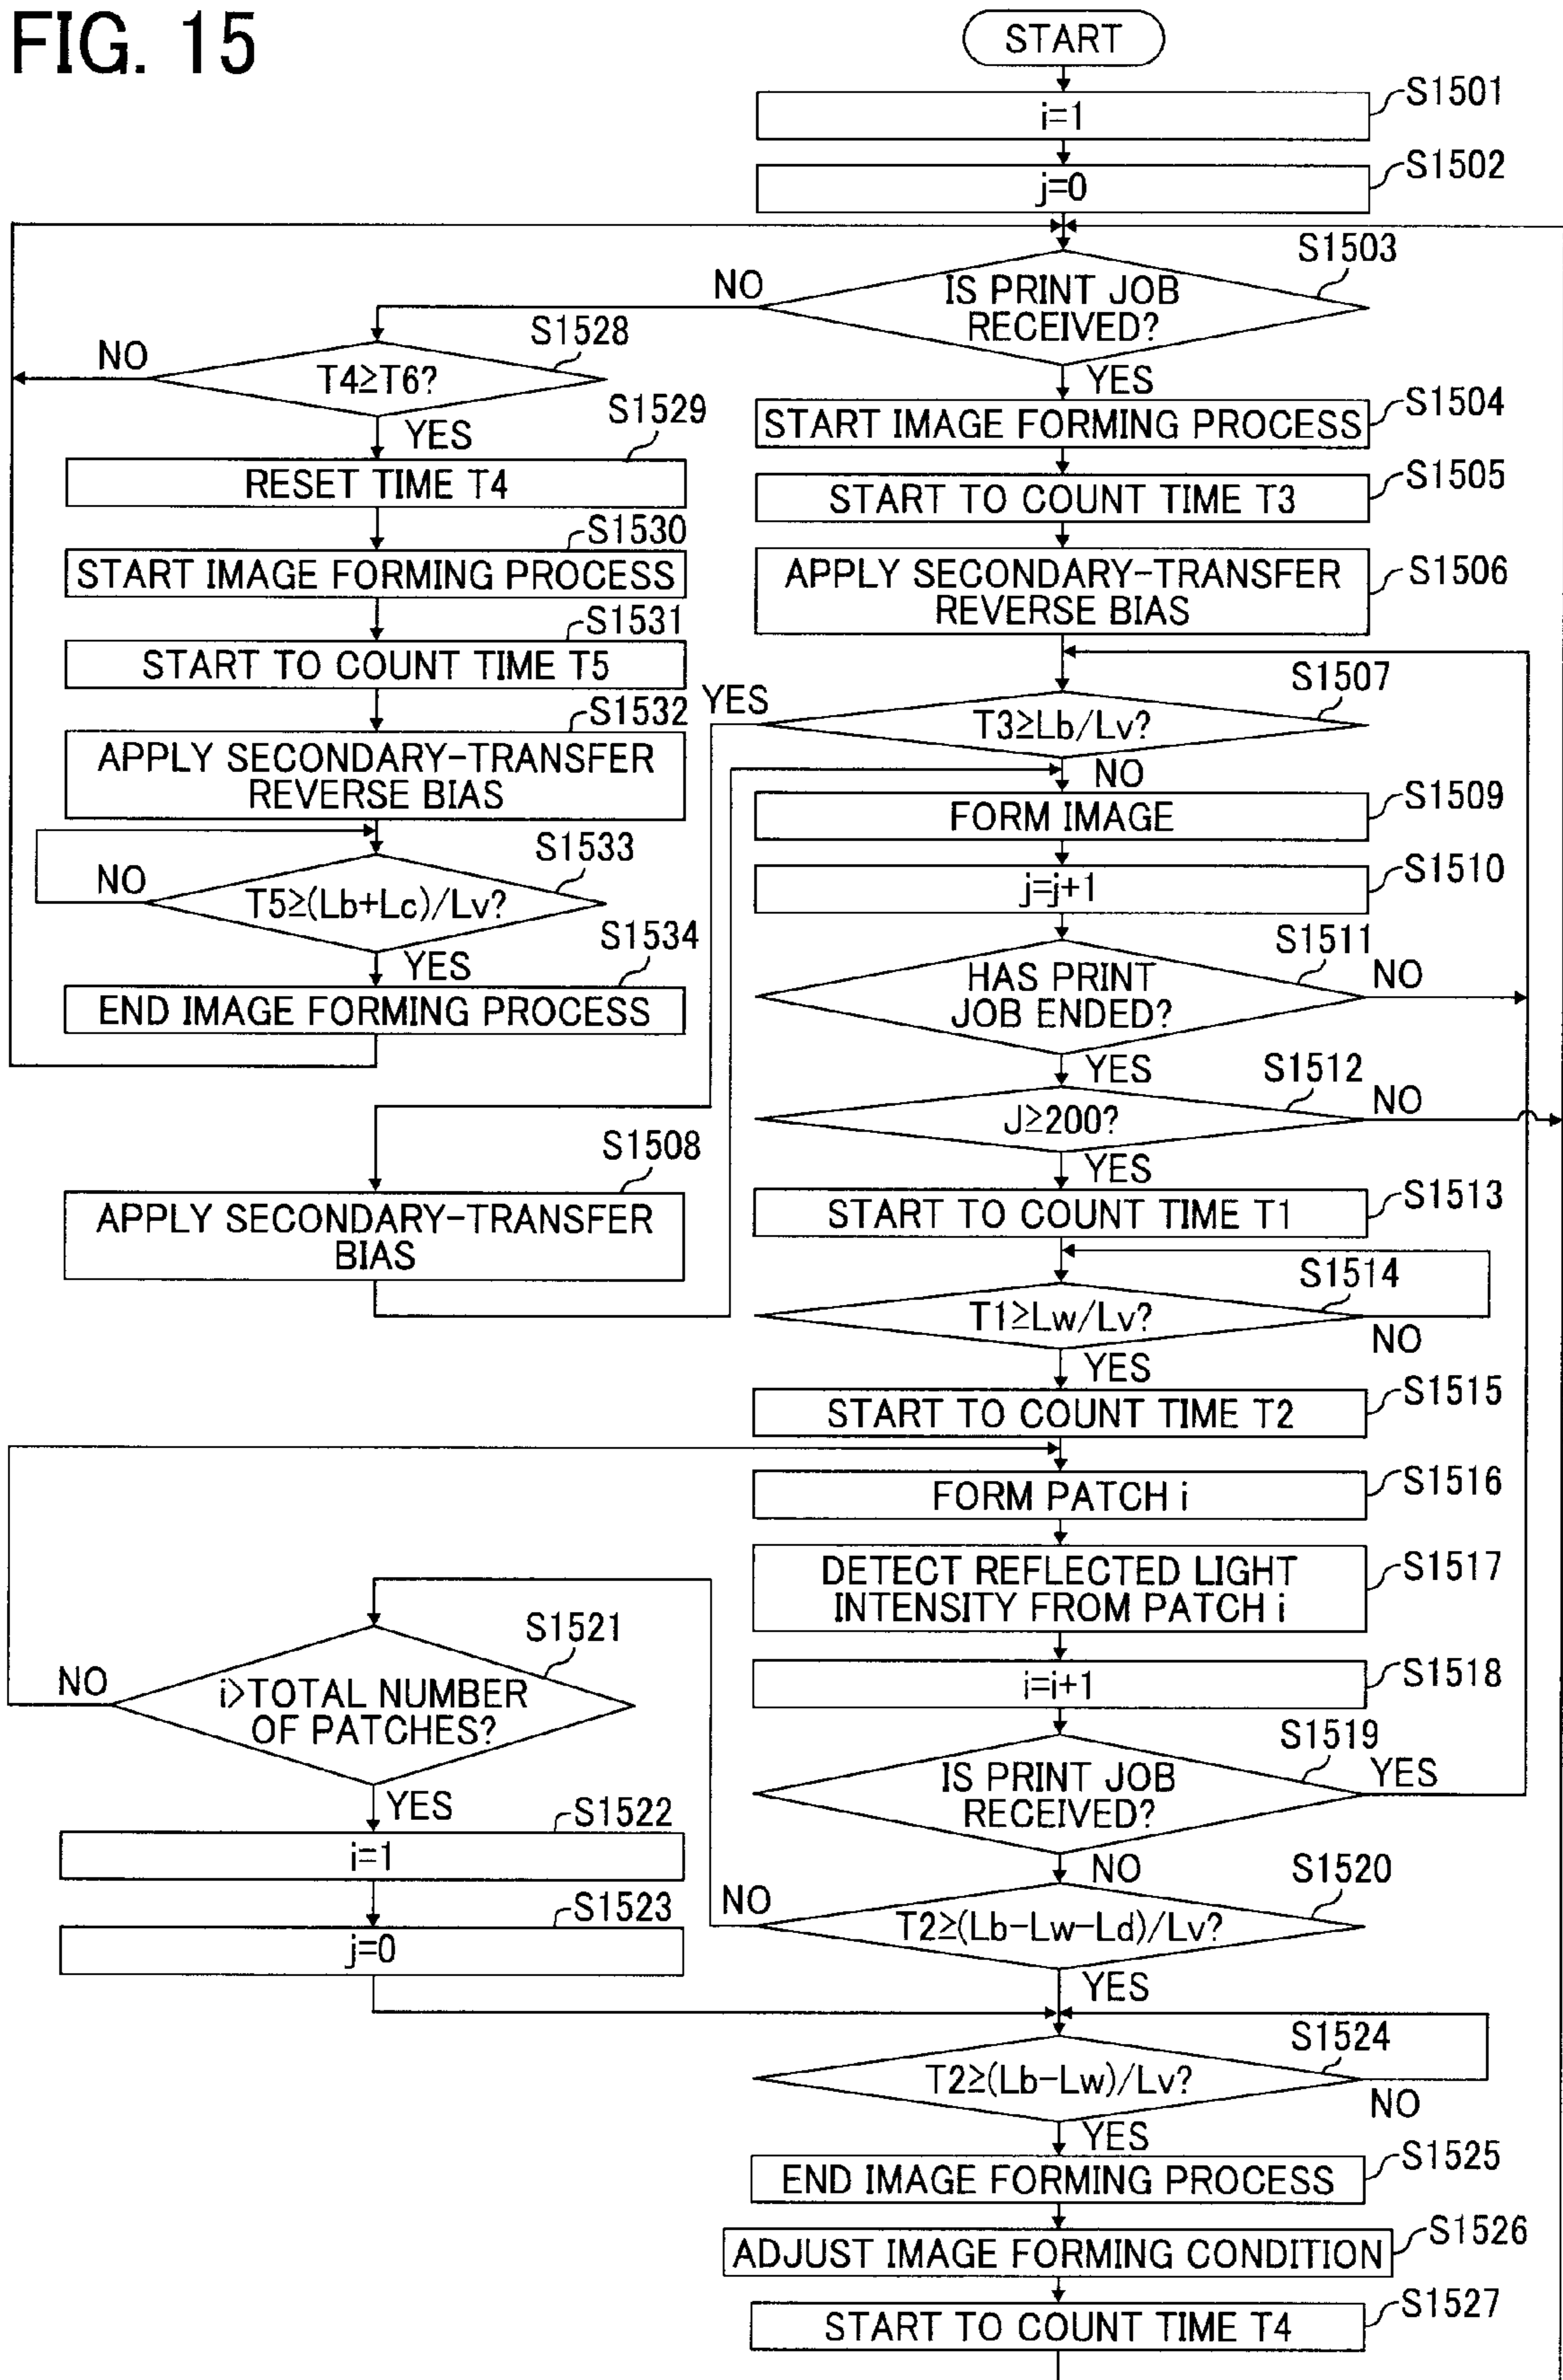 FIG. 15
START
S1501
i=1
S1502
j=0
S1503
IS PRINT JOB
RECEIVED?
NO
YES
S1528
T4≥T6?
NO
YES
S1529
RESET TIME T4
S1530
START IMAGE FORMING PROCESS
S1531
START TO COUNT TIME T5
S1532
APPLY SECONDARY-TRANSFER
REVERSE BIAS
S1533
T5≥(Lb+Lc)/Lv?
NO
YES
S1534
END IMAGE FORMING PROCESS
S1504
START IMAGE FORMING PROCESS
S1505
START TO COUNT TIME T3
S1506
APPLY SECONDARY-TRANSFER
REVERSE BIAS
S1507
T3≥Lb/Lv?
YES
NO
S1508
APPLY SECONDARY-TRANSFER
BIAS
S1509
FORM IMAGE
S1510
j=j+1
S1511
HAS PRINT
JOB ENDED?
NO
YES
S1512
J≥200?
NO
YES
S1513
START TO COUNT TIME T1
S1514
T1≥Lw/Lv?
NO
YES
S1515
START TO COUNT TIME T2
S1516
FORM PATCH i
S1517
DETECT REFLECTED LIGHT
INTENSITY FROM PATCH i
S1518
i=i+1
S1519
IS PRINT JOB
RECEIVED?
YES
NO
S1520
T2≥(Lb-Lw-Ld)/Lv?
NO
YES
S1521
i>TOTAL NUMBER
OF PATCHES?
NO
YES
S1522
i=1
S1523
j=0
S1524
T2≥(Lb-Lw)/Lv?
NO
YES
S1525
END IMAGE FORMING PROCESS
S1526
ADJUST IMAGE FORMING CONDITION
S1527
START TO COUNT TIME T4